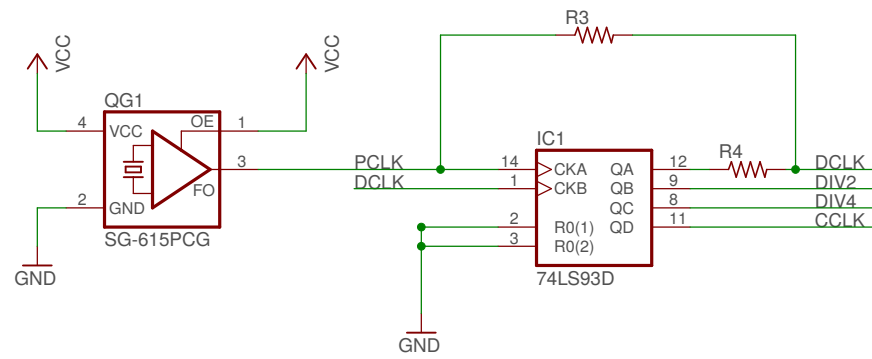 R3
VCC
VCC
QG1
IC1
4
VCC
OE
1
3
FO
2
GND
SG-615PCG
GND
PCLK
DCLK
14
CKA
QA
12
R4
DCLK
1
CKB
QB
9
DIV2
QC
8
DIV4
2
R0(1)
QD
11
CCLK
3
R0(2)
74LS93D
GND